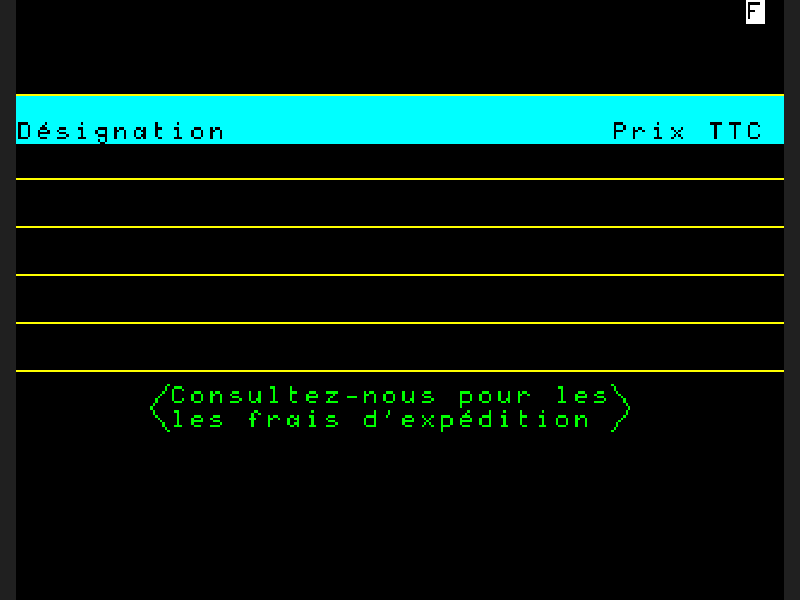 F
Désignation Prix TTC
Consultez-nous pour les
les frais d'expédition